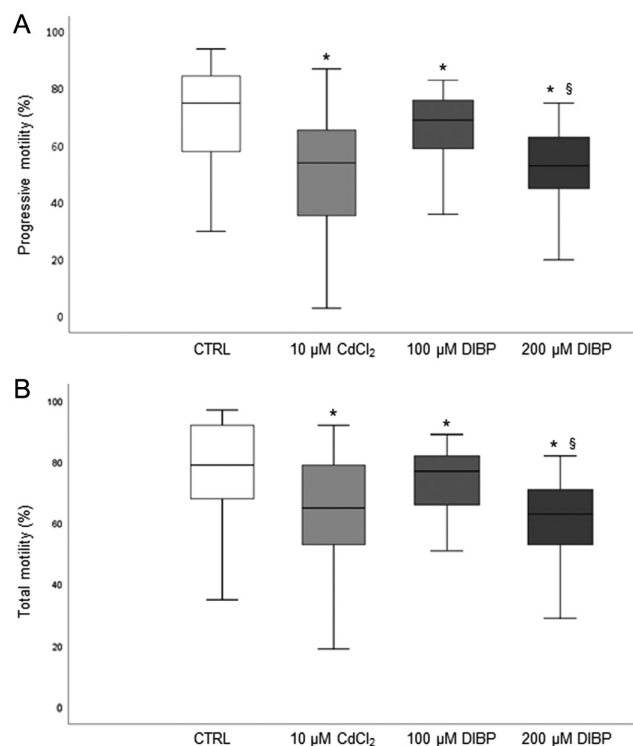 A
Progressive motility (%)
100
80
60
40
20
0
*
*
* §
CTRL
10 µM CdCl₂
100 µM DIBP
200 µM DIBP
B
Total motility (%)
100
80
60
40
20
0
*
*
* §
CTRL
10 µM CdCl₂
100 µM DIBP
200 µM DIBP